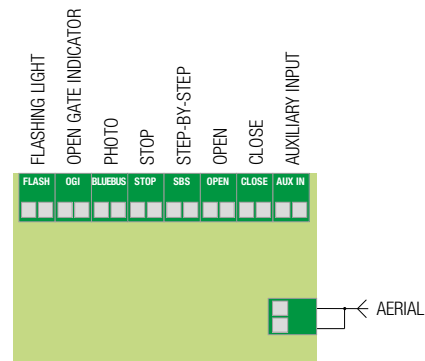 FLASHING LIGHT
OPEN GATE INDICATOR
PHOTO
STOP
STEP-BY-STEP
OPEN
CLOSE
AUXILIARY INPUT
FLASH OGI BLUEBUS STOP SBS OPEN CLOSE AUX IN
AERIAL